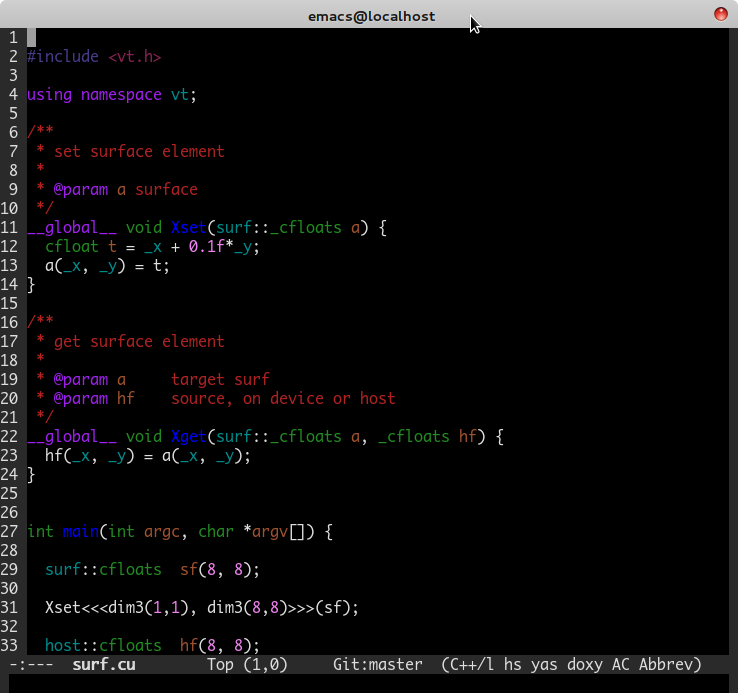 emacs@localhost
1
2 #include <vt.h>
3
4 using namespace vt;
5
6 /**
7  * set surface element
8  *
9  * @param a surface
10  */
11 __global__ void Xset(surf::_cfloats a) {
12   cfloat t = _x + 0.1f*_y;
13   a(_x, _y) = t;
14 }
15
16 /**
17  * get surface element
18  *
19  * @param a     target surf
20  * @param hf    source, on device or host
21  */
22 __global__ void Xget(surf::_cfloats a, _cfloats hf) {
23   hf(_x, _y) = a(_x, _y);
24 }
25
26
27 int main(int argc, char *argv[]) {
28
29   surf::cfloats  sf(8, 8);
30
31   Xset<<<dim3(1,1), dim3(8,8)>>>(sf);
32
33   host::cfloats  hf(8, 8);
-:---  surf.cu        Top (1,0)     Git:master  (C++/l hs yas doxy AC Abbrev)